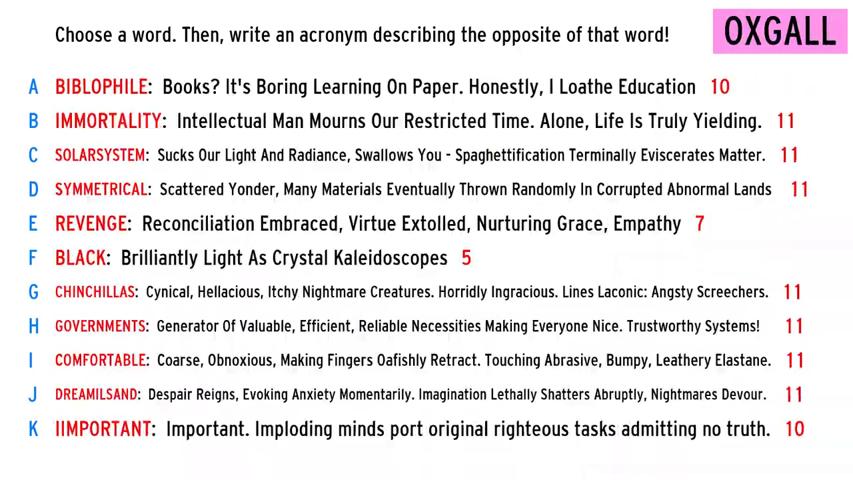 Choose a word. Then, write an acronym describing the opposite of that word!
OXGALL
A BIBLOPHILE: Books? It's Boring Learning On Paper. Honestly, I Loathe Education 10
B IMMORTALITY: Intellectual Man Mourns Our Restricted Time. Alone, Life Is Truly Yielding. 11
C SOLARSYSTEM: Sucks Our Light And Radiance, Swallows You - Spaghettification Terminally Eviscerates Matter. 11
D SYMMETRICAL: Scattered Yonder, Many Materials Eventually Thrown Randomly In Corrupted Abnormal Lands 11
E REVENGE: Reconciliation Embraced, Virtue Extolled, Nurturing Grace, Empathy 7
F BLACK: Brilliantly Light As Crystal Kaleidoscopes 5
G CHINCHILLAS: Cynical, Hellacious, Itchy Nightmare Creatures. Horridly Ingracious. Lines Laconic: Angsty Screechers. 11
H GOVERNMENTS: Generator Of Valuable, Efficient, Reliable Necessities Making Everyone Nice. Trustworthy Systems! 11
I COMFORTABLE: Coarse, Obnoxious, Making Fingers Oafishly Retract. Touching Abrasive, Bumpy, Leathery Elastane. 11
J DREAMILSAND: Despair Reigns, Evoking Anxiety Momentarily. Imagination Lethally Shatters Abruptly, Nightmares Devour. 11
K IIMPORTANT: Important. Imploding minds port original righteous tasks admitting no truth. 10